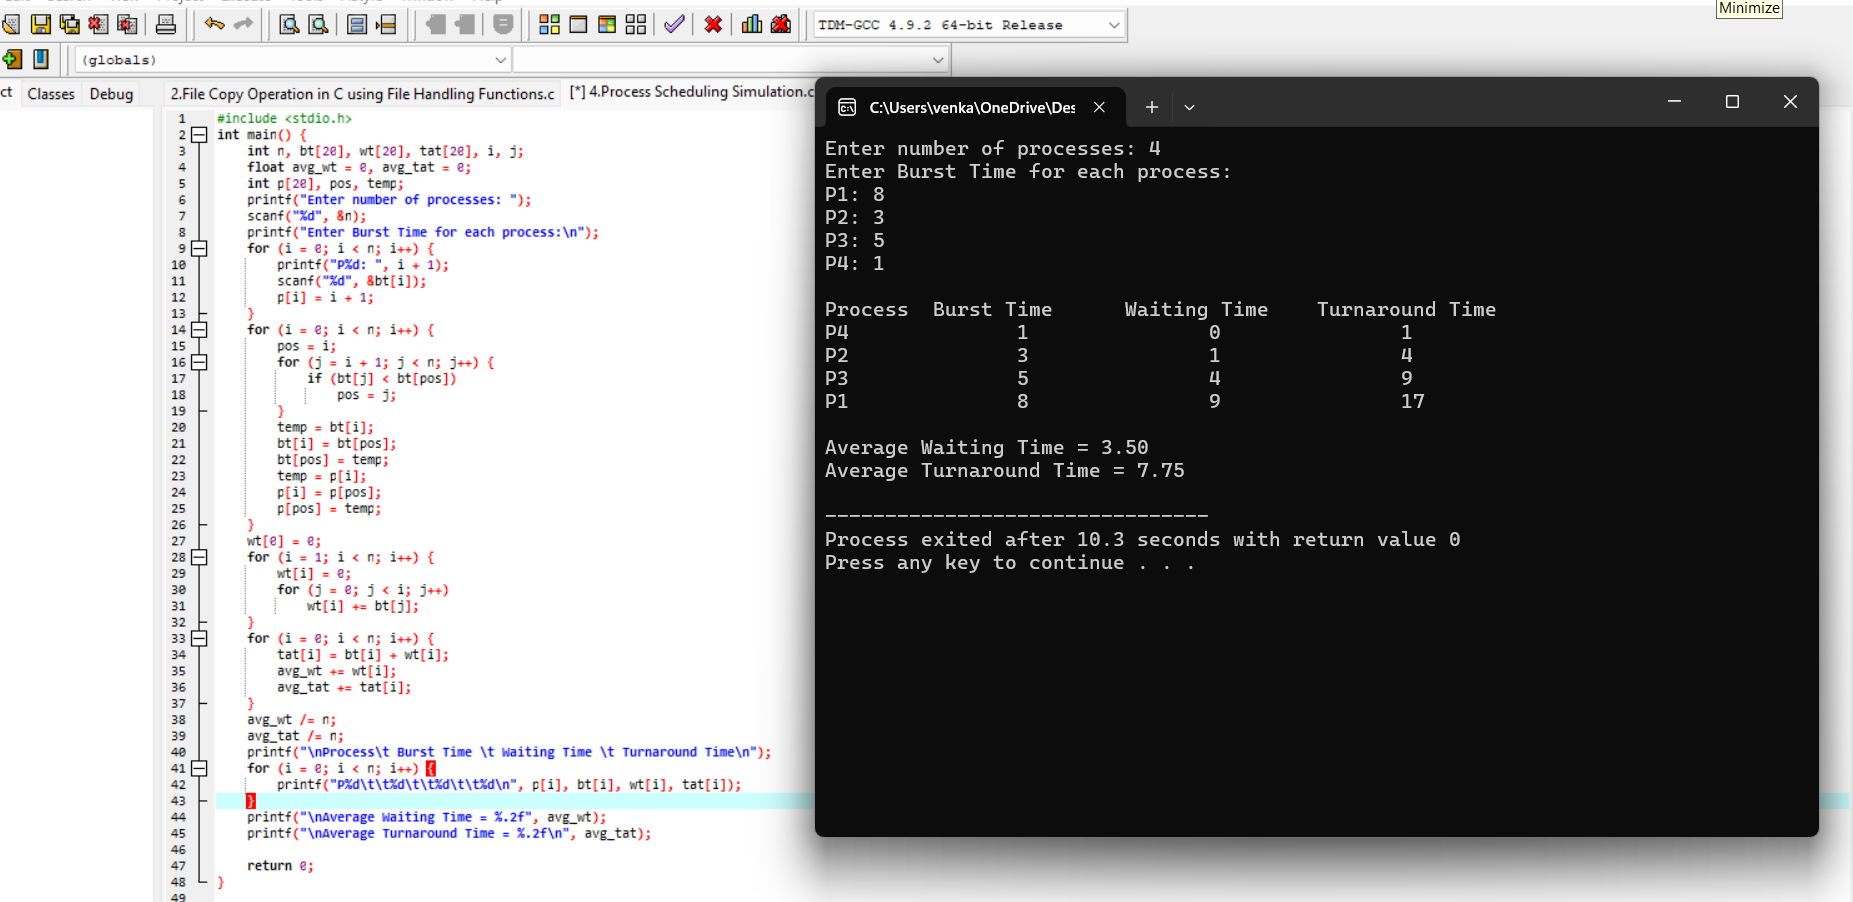 Minimize
TDM-GCC 4.9.2 64-bit Release
(globals)
ct Classes Debug
2.File Copy Operation in C using File Handling Functions.c [*] 4.Process Scheduling Simulation.c
1 #include <stdio.h>
2 int main() {
3 int n, bt[20], wt[20], tat[20], i, j;
4 float avg_wt = 0, avg_tat = 0;
5 int p[20], pos, temp;
6 printf("Enter number of processes: ");
7 scanf("%d", &n);
8 printf("Enter Burst Time for each process:\n");
9 for (i = 0; i < n; i++) {
10 printf("P%d: ", i + 1);
11 scanf("%d", &bt[i]);
12 p[i] = i + 1;
13 }
14 for (i = 0; i < n; i++) {
15 pos = i;
16 for (j = i + 1; j < n; j++) {
17 if (bt[j] < bt[pos])
18 pos = j;
19 }
20 temp = bt[i];
21 bt[i] = bt[pos];
22 bt[pos] = temp;
23 temp = p[i];
24 p[i] = p[pos];
25 p[pos] = temp;
26 }
27 wt[0] = 0;
28 for (i = 1; i < n; i++) {
29 wt[i] = 0;
30 for (j = 0; j < i; j++)
31 wt[i] += bt[j];
32 }
33 for (i = 0; i < n; i++) {
34 tat[i] = bt[i] + wt[i];
35 avg_wt += wt[i];
36 avg_tat += tat[i];
37 }
38 avg_wt /= n;
39 avg_tat /= n;
40 printf("\nProcess\t Burst Time \t Waiting Time \t Turnaround Time\n");
41 for (i = 0; i < n; i++) {
42 printf("P%d\t\t%d\t\t%d\t\t%d\n", p[i], bt[i], wt[i], tat[i]);
43 }
44 printf("\nAverage Waiting Time = %.2f", avg_wt);
45 printf("\nAverage Turnaround Time = %.2f\n", avg_tat);
46
47 return 0;
48 }
49
C:\Users\venka\OneDrive\Des
Enter number of processes: 4
Enter Burst Time for each process:
P1: 8
P2: 3
P3: 5
P4: 1
Process Burst Time Waiting Time Turnaround Time
P4 1 0 1
P2 3 1 4
P3 5 4 9
P1 8 9 17
Average Waiting Time = 3.50
Average Turnaround Time = 7.75
--------------------------------
Process exited after 10.3 seconds with return value 0
Press any key to continue . . .